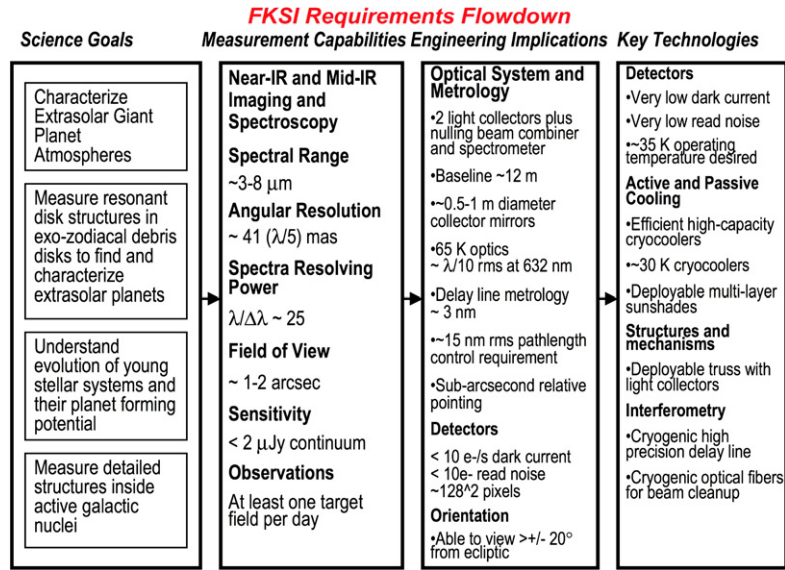 FKSI Requirements Flowdown
Science Goals
Measurement Capabilities
Engineering Implications
Key Technologies
Characterize
Extrasolar Giant
Planet
Atmospheres
Measure resonant
disk structures in
exo-zodiacal debris
disks to find and
characterize
extrasolar planets
Understand
evolution of young
stellar systems and
their planet forming
potential
Measure detailed
structures inside
active galactic
nuclei
Near-IR and Mid-IR
Imaging and
Spectroscopy
Spectral Range
~3-8 μm
Angular Resolution
~ 41 (λ/5) mas
Spectra Resolving
Power
λ/Δλ ~ 25
Field of View
~ 1-2 arcsec
Sensitivity
< 2 μJy continuum
Observations
At least one target
field per day
Optical System and
Metrology
•2 light collectors plus
nulling beam combiner
and spectrometer
•Baseline ~12 m
•~0.5-1 m diameter
collector mirrors
•65 K optics
~ λ/10 rms at 632 nm
•Delay line metrology
~ 3 nm
•~15 nm rms pathlength
control requirement
•Sub-arcsecond relative
pointing
Detectors
< 10 e-/s dark current
< 10e- read noise
~128^2 pixels
Orientation
•Able to view >+/- 20°
from ecliptic
Detectors
•Very low dark current
•Very low read noise
•~35 K operating
temperature desired
Active and Passive
Cooling
•Efficient high-capacity
cryocoolers
•~30 K cryocoolers
•Deployable multi-layer
sunshades
Structures and
mechanisms
•Deployable truss with
light collectors
Interferometry
•Cryogenic high
precision delay line
•Cryogenic optical fibers
for beam cleanup